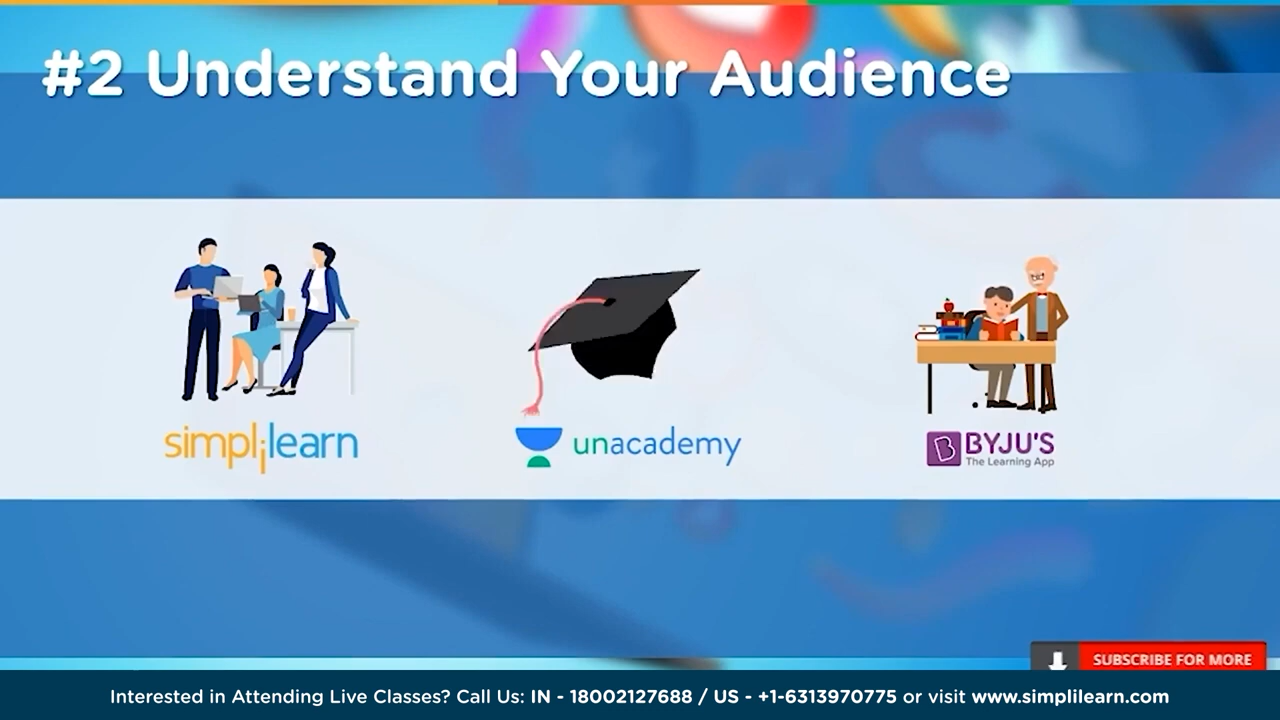 #2 Understand Your Audience
simplilearn
unacademy
BYJU'S
The Learning App
SUBSCRIBE FOR MORE
Interested in Attending Live Classes? Call Us: IN - 18002127688 / US - +1-6313970775 or visit www.simplilearn.com